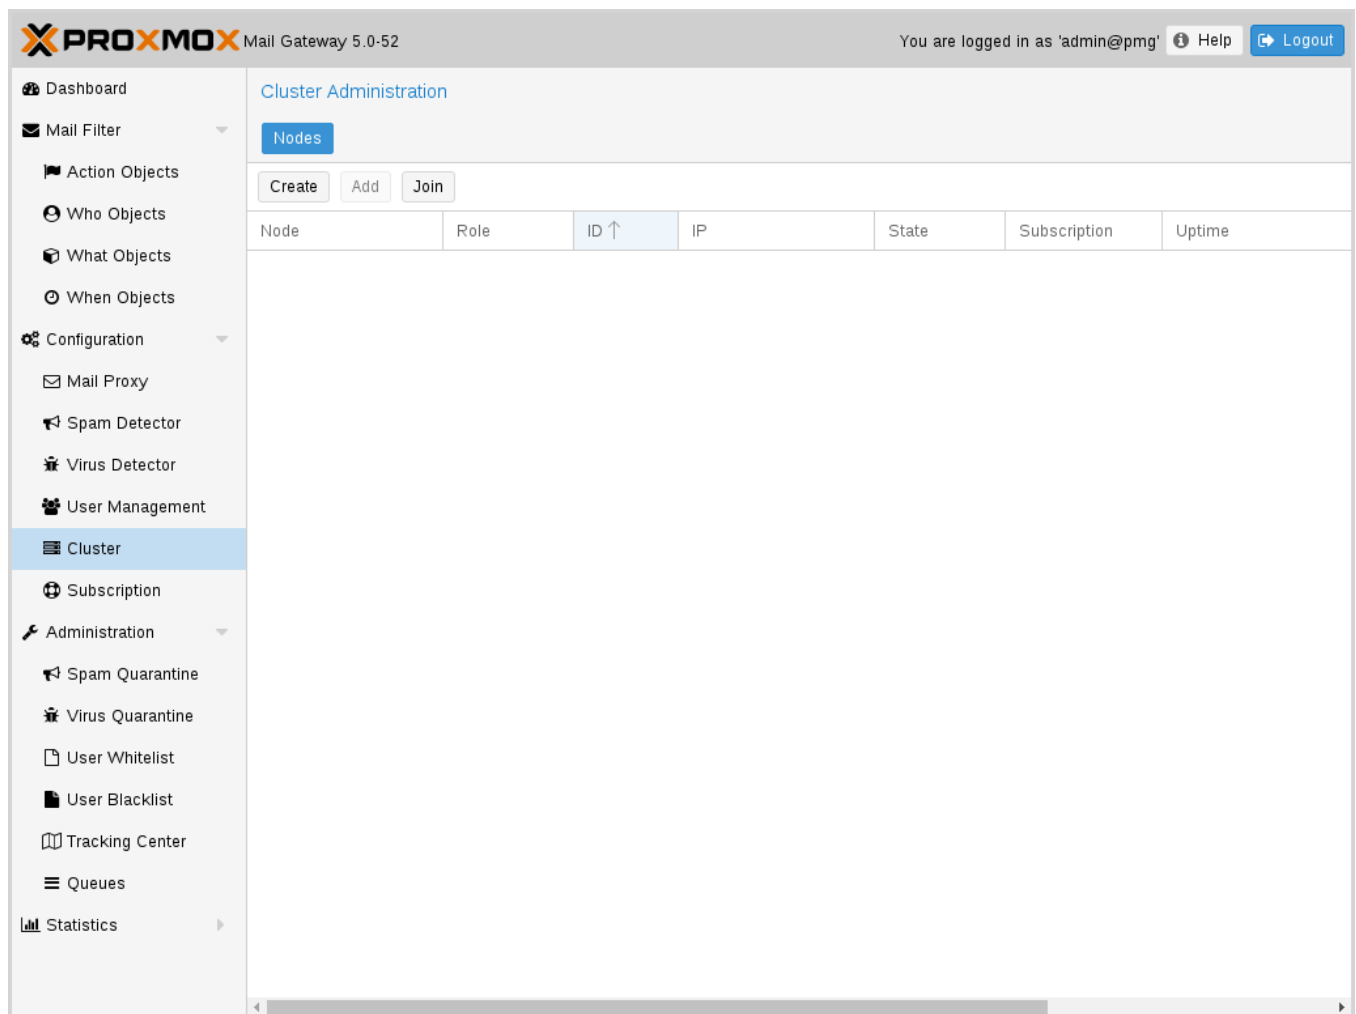 PROXMOX Mail Gateway 5.0-52 You are logged in as 'admin@pmg' Help Logout
Dashboard
Mail Filter
Action Objects
Who Objects
What Objects
When Objects
Configuration
Mail Proxy
Spam Detector
Virus Detector
User Management
Cluster
Subscription
Administration
Spam Quarantine
Virus Quarantine
User Whitelist
User Blacklist
Tracking Center
Queues
Statistics
Cluster Administration
Nodes
Create Add Join
Node Role ID IP State Subscription Uptime